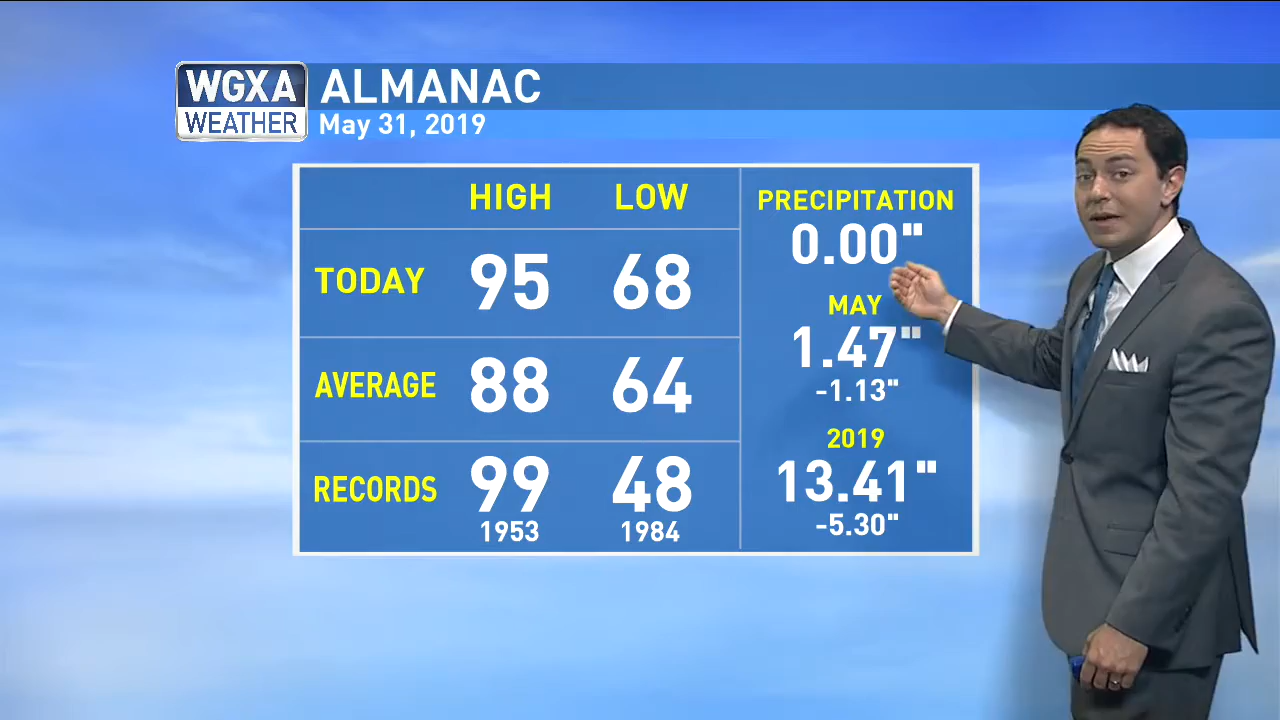 WGXA
WEATHER
ALMANAC
May 31, 2019
HIGH LOW
TODAY 95 68
AVERAGE 88 64
RECORDS 99 48
1953 1984
PRECIPITATION
0.00"
MAY
1.47"
-1.13"
2019
13.41"
-5.30"